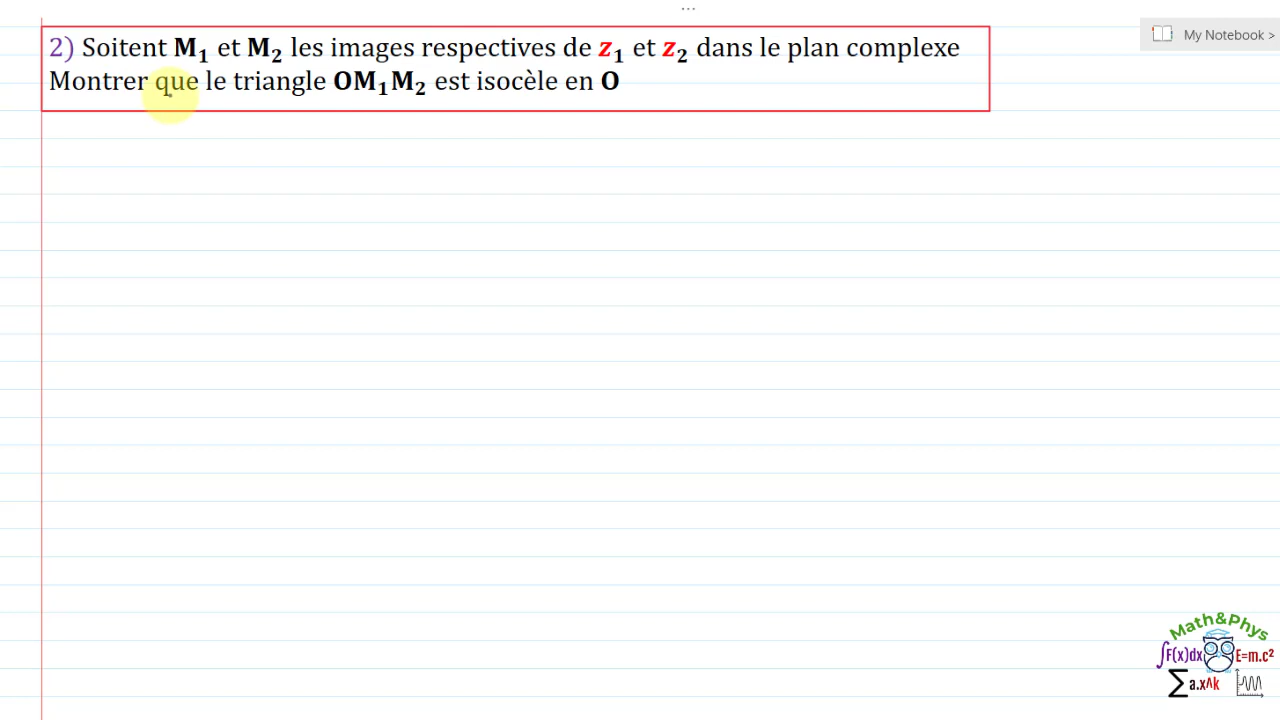 ...
My Notebook >
2) Soitent M₁ et M₂ les images respectives de z₁ et z₂ dans le plan complexe
Montrer que le triangle OM₁M₂ est isocèle en O
Math&Phys
∫F(x)dx E=m.c²
∑a.x^k